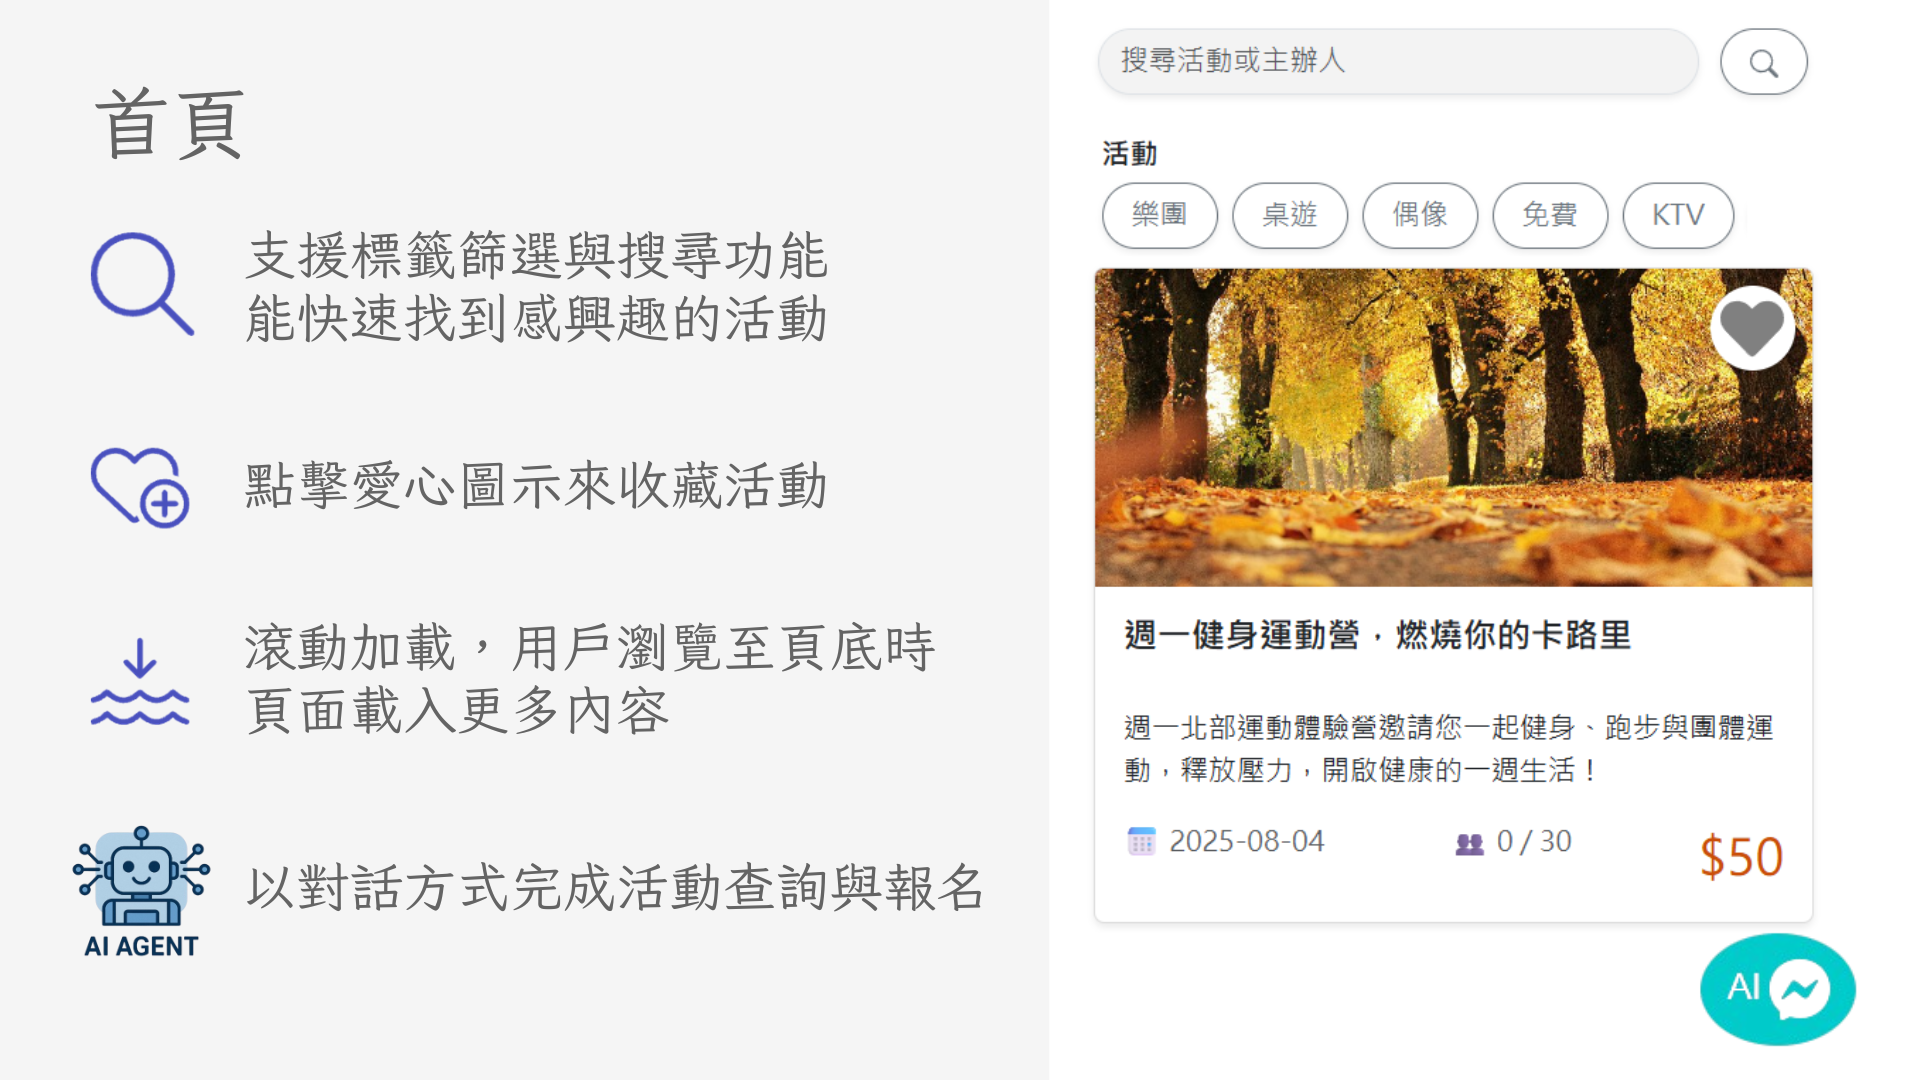 首頁
支援標籤篩選與搜尋功能
能快速找到感興趣的活動
點擊愛心圖示來收藏活動
滾動加載，用戶瀏覽至頁底時
頁面載入更多內容
AI AGENT
以對話方式完成活動查詢與報名
搜尋活動或主辦人
活動
樂團 桌遊 偶像 免費 KTV
週一健身運動營，燃燒你的卡路里
週一北部運動體驗營邀請您一起健身、跑步與團體運
動，釋放壓力，開啟健康的一週生活！
2025-08-04 0 / 30 $50
AI